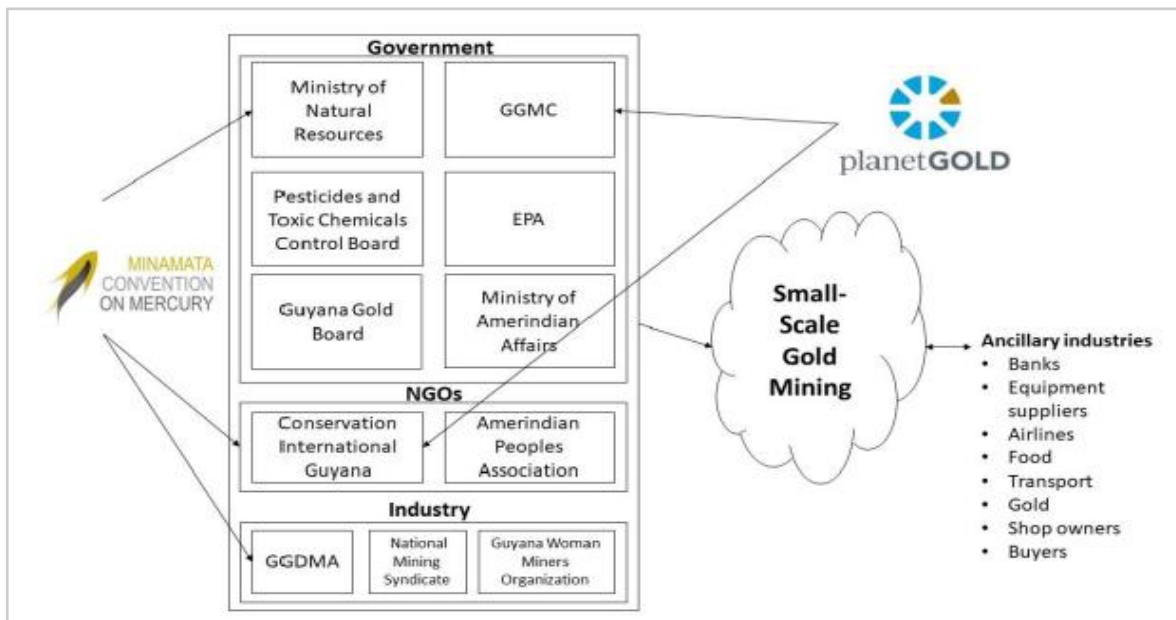 Government
Ministry of
Natural
Resources
GGMC
Pesticides and
Toxic Chemicals
Control Board
EPA
Guyana Gold
Board
Ministry of
Amerindian
Affairs
NGOs
Conservation
International
Guyana
Amerindian
Peoples
Association
Industry
GGDMA
National
Mining
Syndicate
Guyana Woman
Miners
Organization
MINAMATA
CONVENTION
ON MERCURY
planetGOLD
Small-
Scale
Gold
Mining
Ancillary industries
• Banks
• Equipment
suppliers
• Airlines
• Food
• Transport
• Gold
• Shop owners
• Buyers